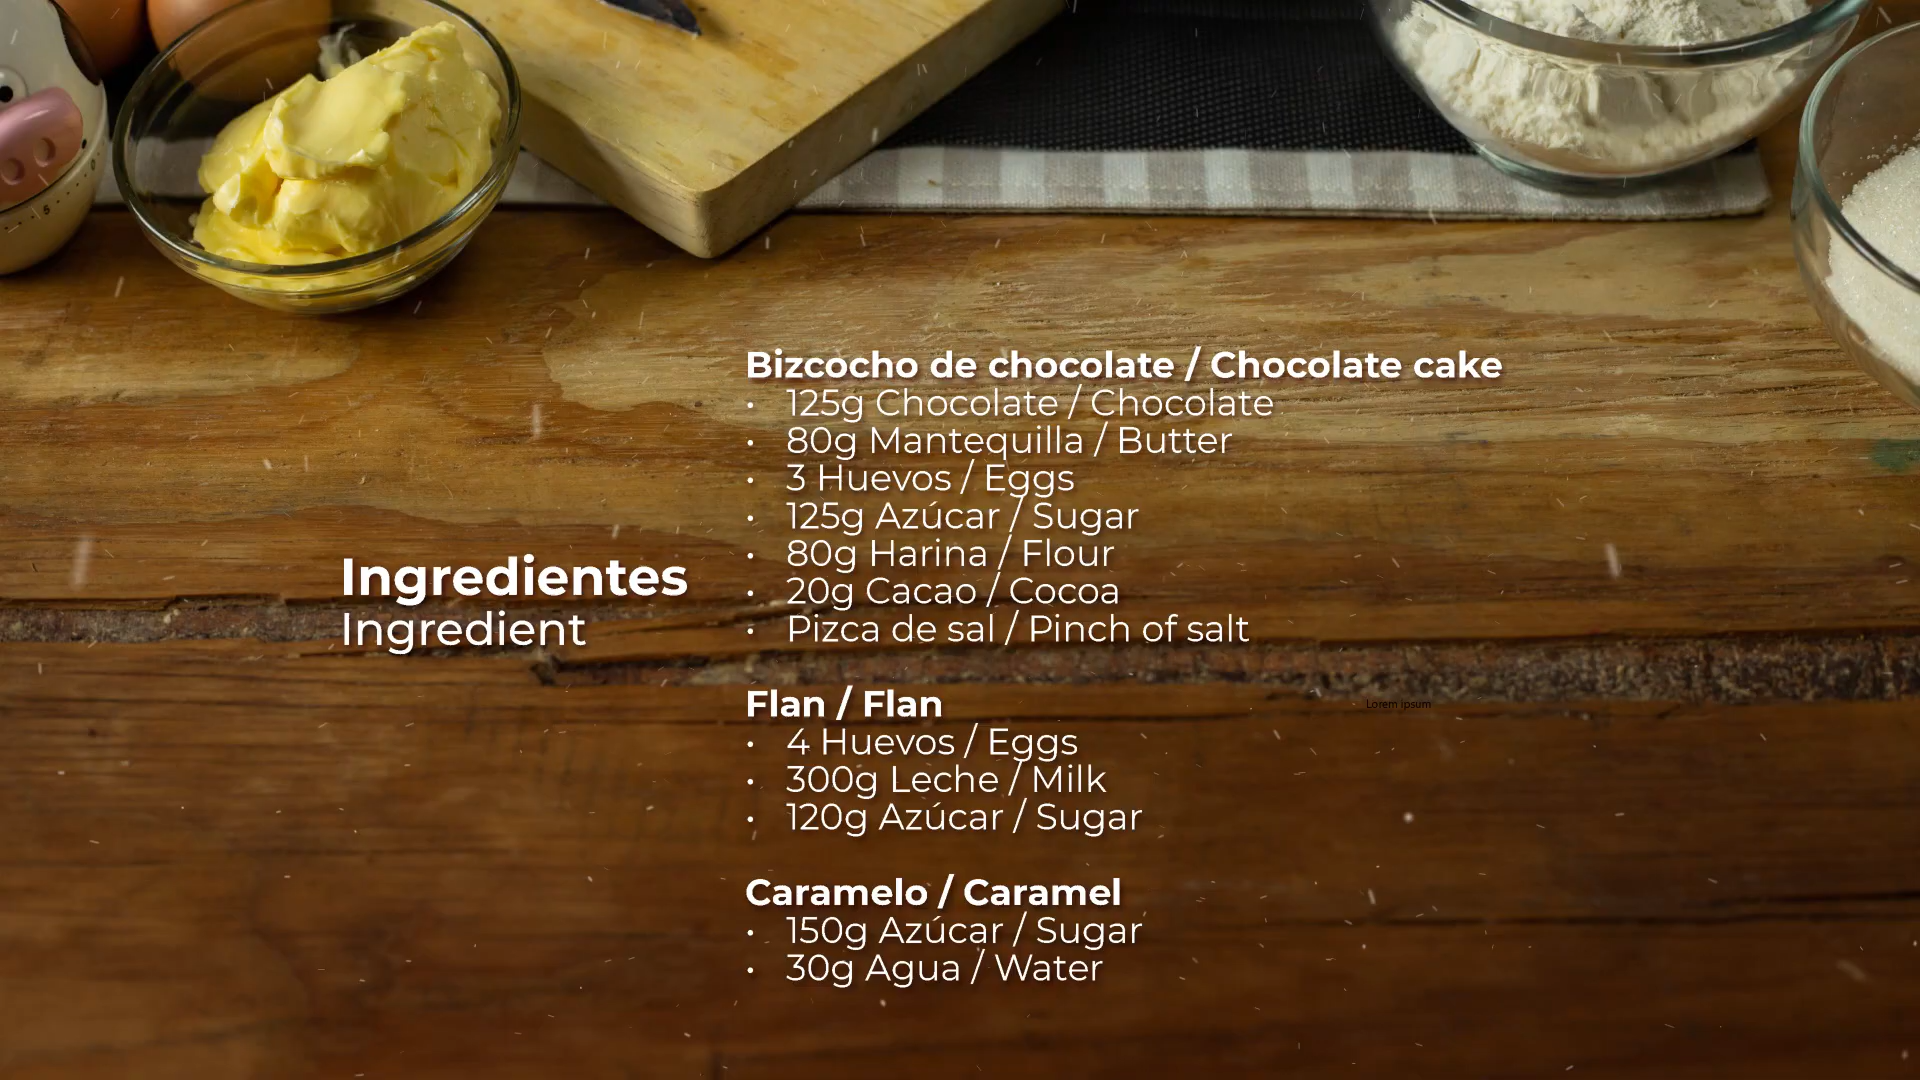 Ingredientes
Ingredient
Bizcocho de chocolate / Chocolate cake
• 125g Chocolate / Chocolate
• 80g Mantequilla / Butter
• 3 Huevos / Eggs
• 125g Azúcar / Sugar
• 80g Harina / Flour
• 20g Cacao / Cocoa
• Pizca de sal / Pinch of salt
Flan / Flan
• 4 Huevos / Eggs
• 300g Leche / Milk
• 120g Azúcar / Sugar
Lorem ipsum
Caramelo / Caramel
• 150g Azúcar / Sugar
• 30g Agua / Water
5
0